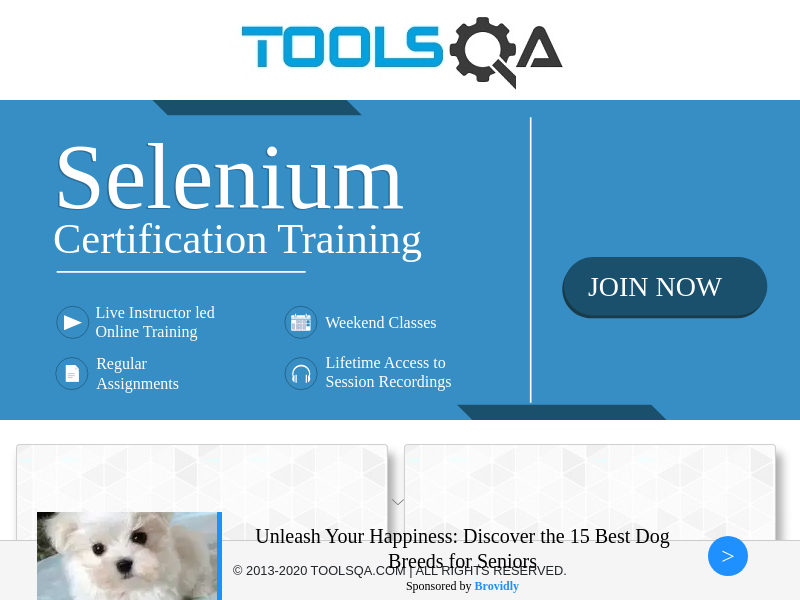 TOOLSQA
Selenium
Certification Training
JOIN NOW
Live Instructor led
Online Training
Weekend Classes
Regular
Assignments
Lifetime Access to
Session Recordings
Unleash Your Happiness: Discover the 15 Best Dog
Breeds for Seniors
© 2013-2020 TOOLSQA.COM | ALL RIGHTS RESERVED.
Sponsored by Brovidly
>